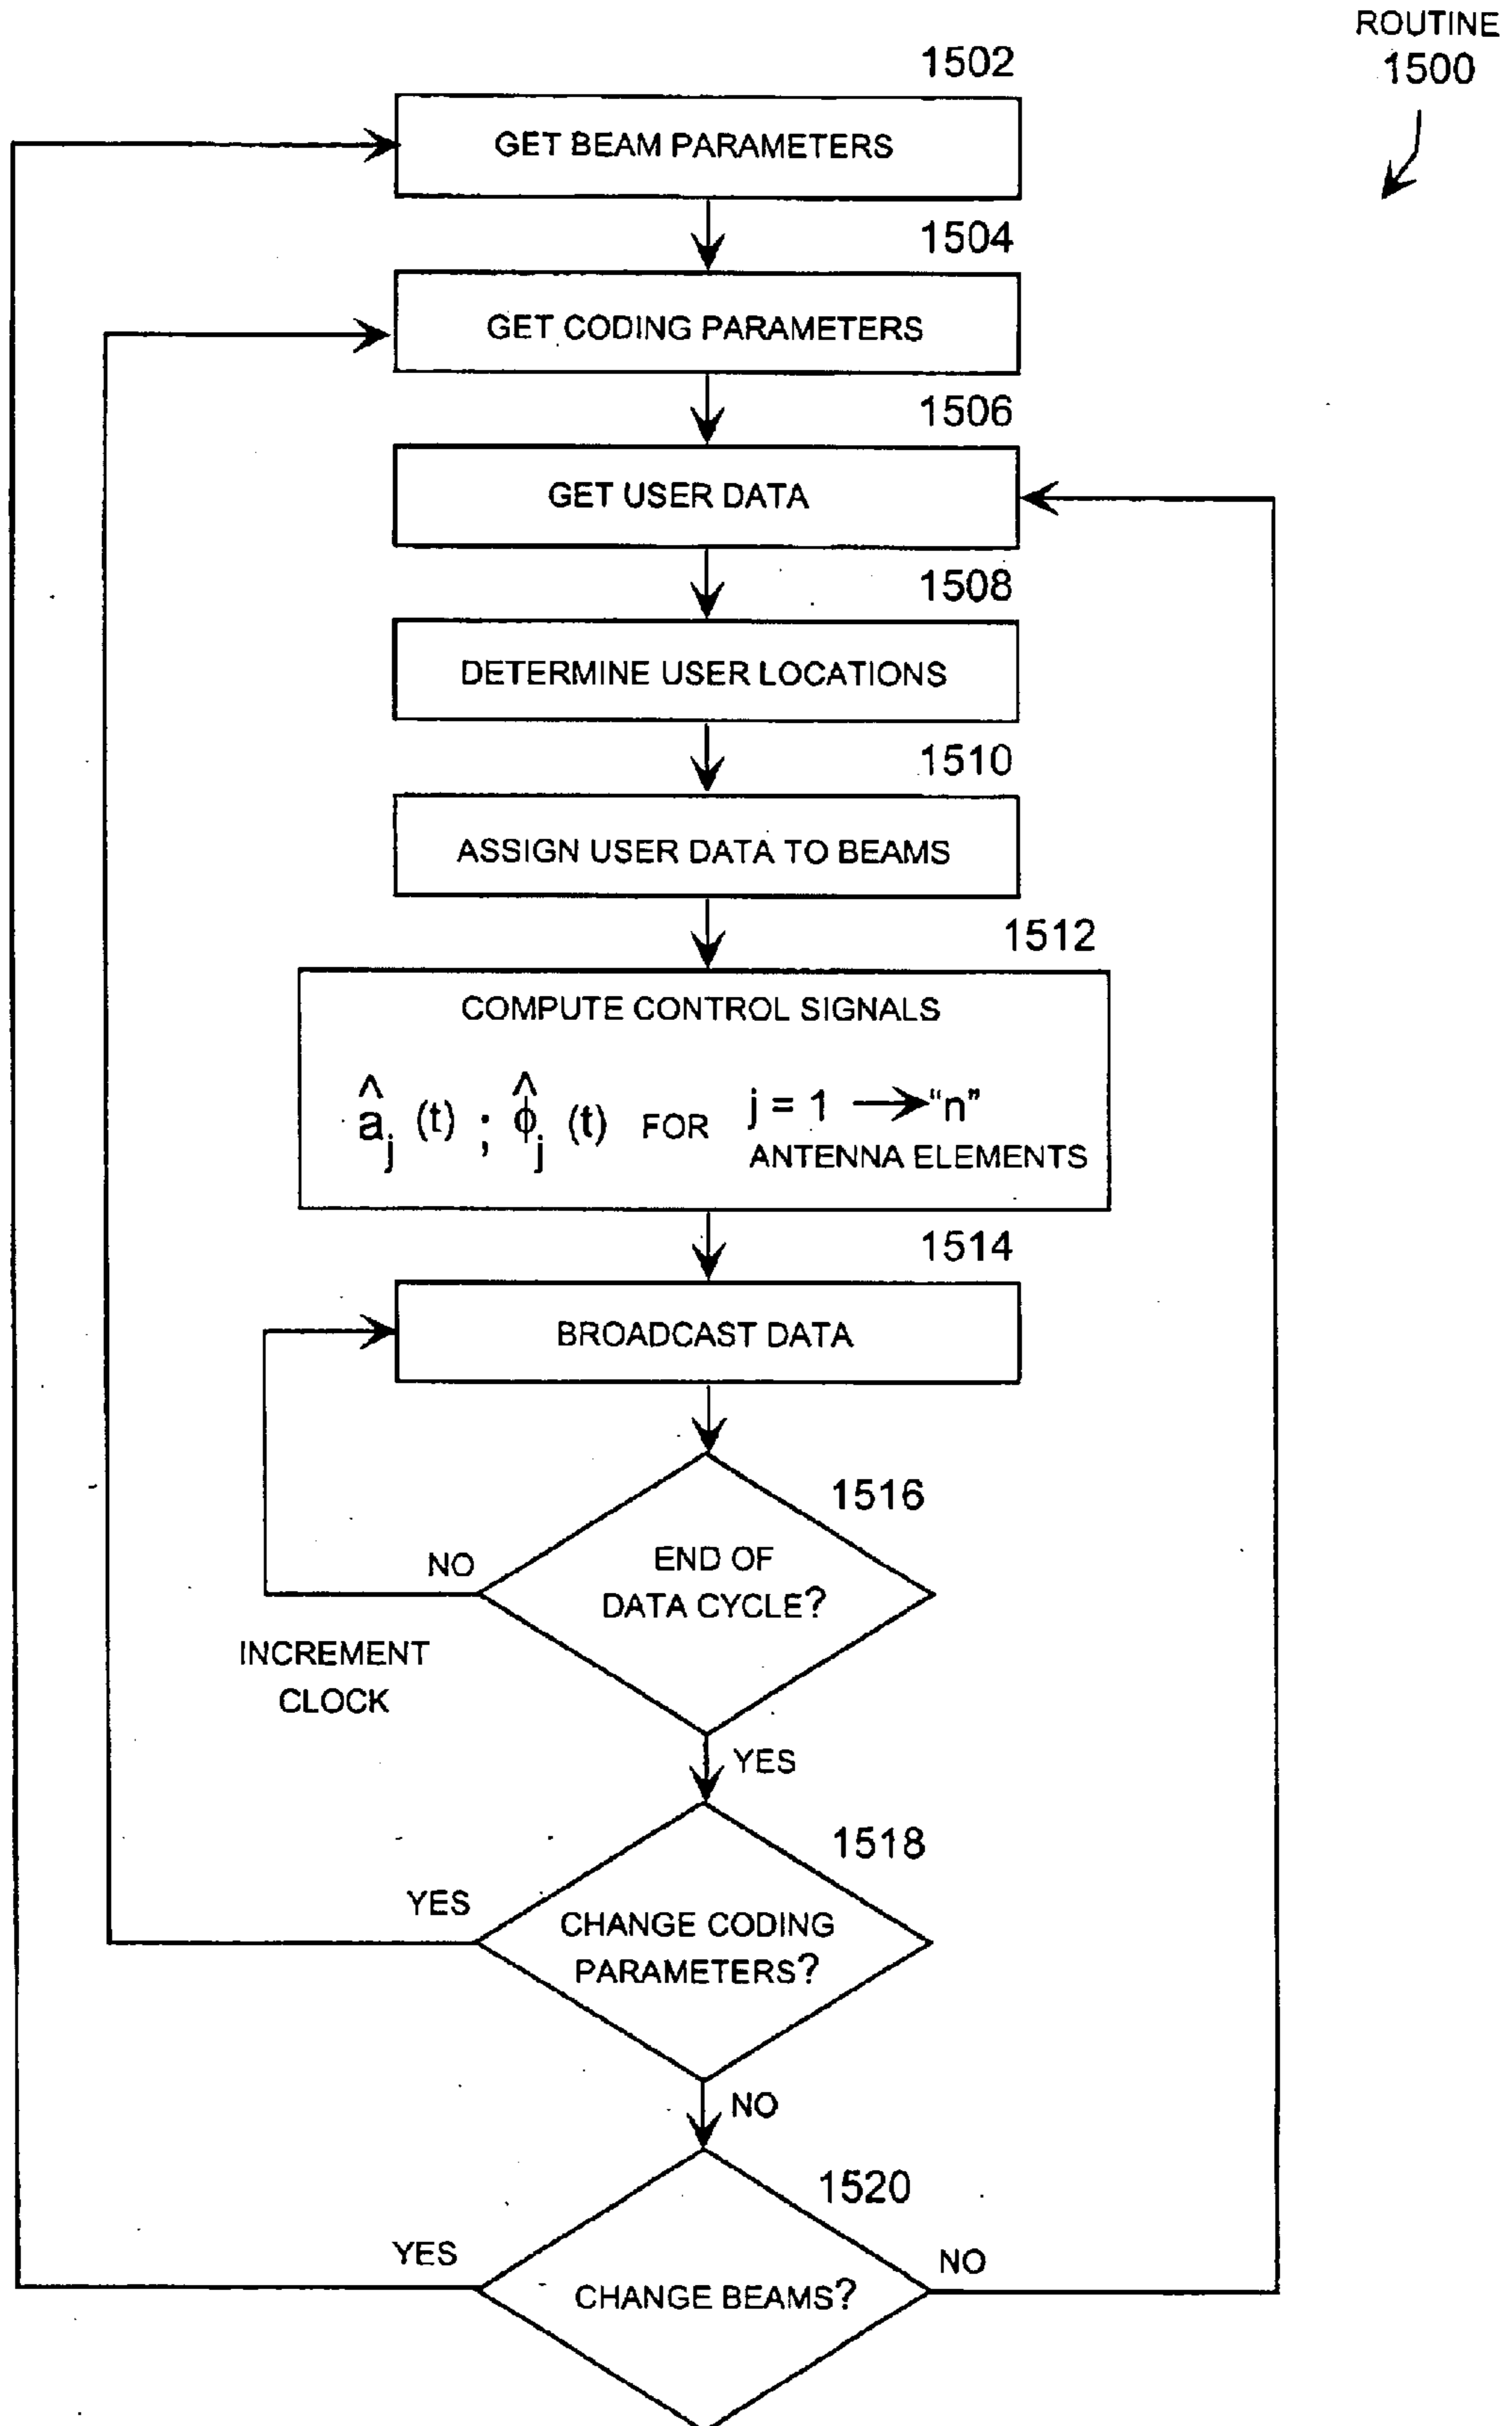 ROUTINE
1500
1502
GET BEAM PARAMETERS
1504
GET CODING PARAMETERS
1506
GET USER DATA
1508
DETERMINE USER LOCATIONS
1510
ASSIGN USER DATA TO BEAMS
1512
COMPUTE CONTROL SIGNALS
â_j (t) ; ϕ̂_j (t) FOR j = 1 → “n”
ANTENNA ELEMENTS
1514
BROADCAST DATA
1516
END OF
DATA CYCLE?
NO
INCREMENT
CLOCK
YES
1518
CHANGE CODING
PARAMETERS?
YES
NO
1520
CHANGE BEAMS?
YES
NO